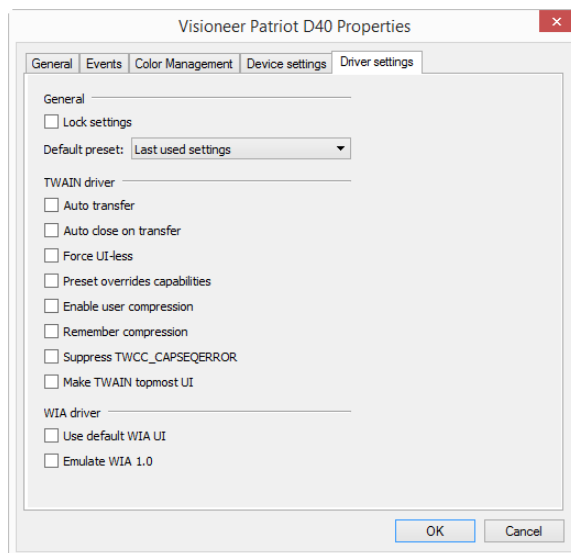 Visioneer Patriot D40 Properties
General Events Color Management Device settings Driver settings
General
Lock settings
Default preset: Last used settings
TWAIN driver
Auto transfer
Auto close on transfer
Force UI-less
Preset overrides capabilities
Enable user compression
Remember compression
Suppress TWCC_CAPSEQERROR
Make TWAIN topmost UI
WIA driver
Use default WIA UI
Emulate WIA 1.0
OK Cancel